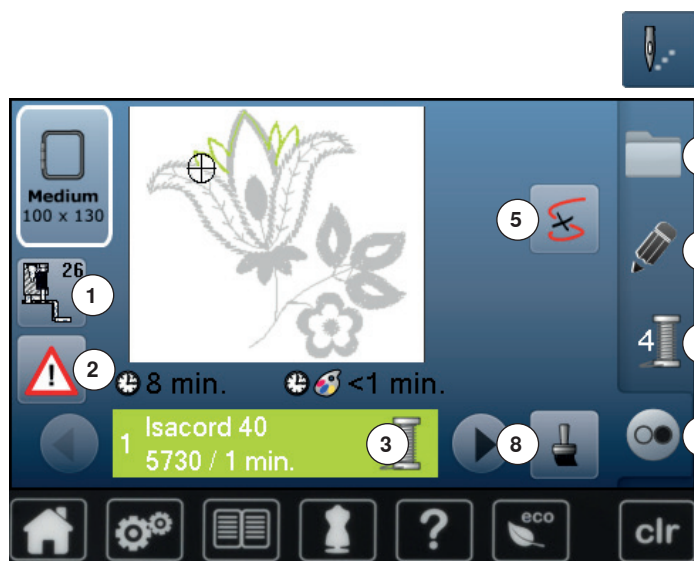 Medium
100 x 130
26
1
2
5
8 min.
<1 min.
1 Isacord 40
5730 / 1 min.
3
8
4
?
eco
clr